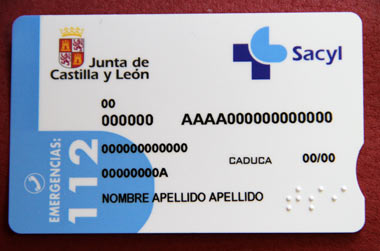 Junta de
Castilla y León
Sacyl
00
000000 AAAA000000000000
000000000000
CADUCA 00/00
00000000A
NOMBRE APELLIDO APELLIDO
EMERGENCIAS:
112